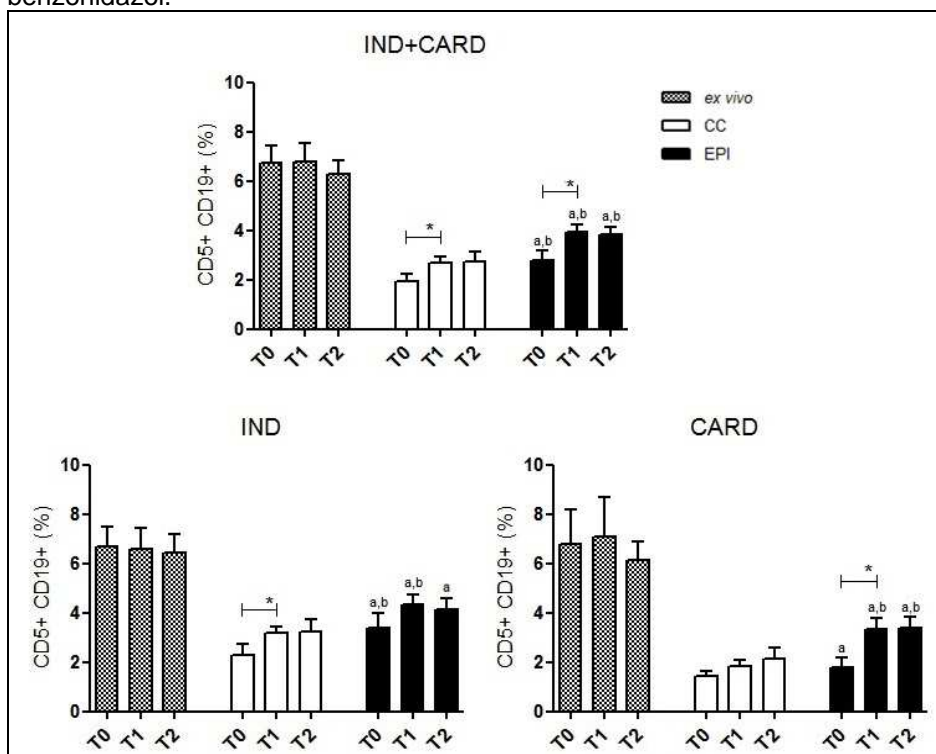 benzonidazol.
IND+CARD
CD5+ CD19+ (%)
10
8
6
4
2
0
ex vivo
CC
EPI
*
*
a,b
a,b
a,b
T0 T1 T2 T0 T1 T2 T0 T1 T2
IND
CD5+ CD19+ (%)
10
8
6
4
2
0
*
a,b
a,b
a
T0 T1 T2 T0 T1 T2 T0 T1 T2
CARD
CD5+ CD19+ (%)
10
8
6
4
2
0
*
a
a,b
a,b
T0 T1 T2 T0 T1 T2 T0 T1 T2